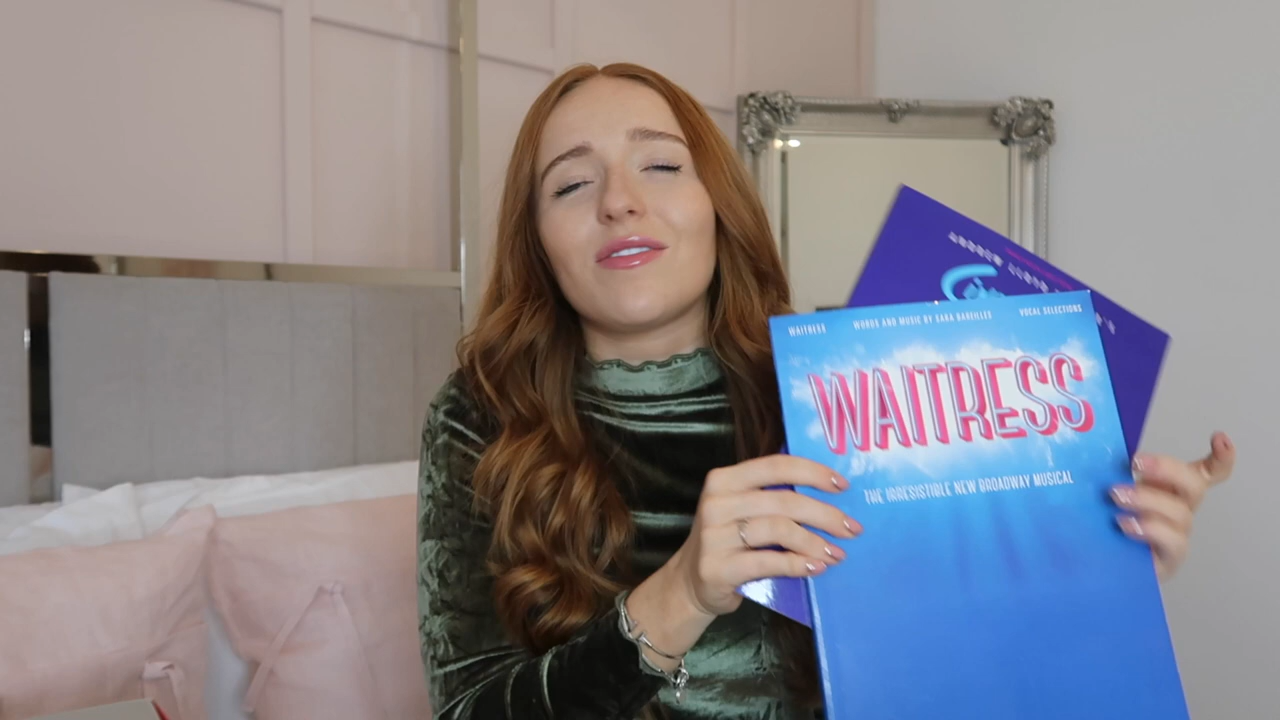 WAITRESS
WORDS AND MUSIC BY SARA BAREILLES
VOCAL SELECTIONS
WAITRESS
THE IRRESISTIBLE NEW BROADWAY MUSICAL